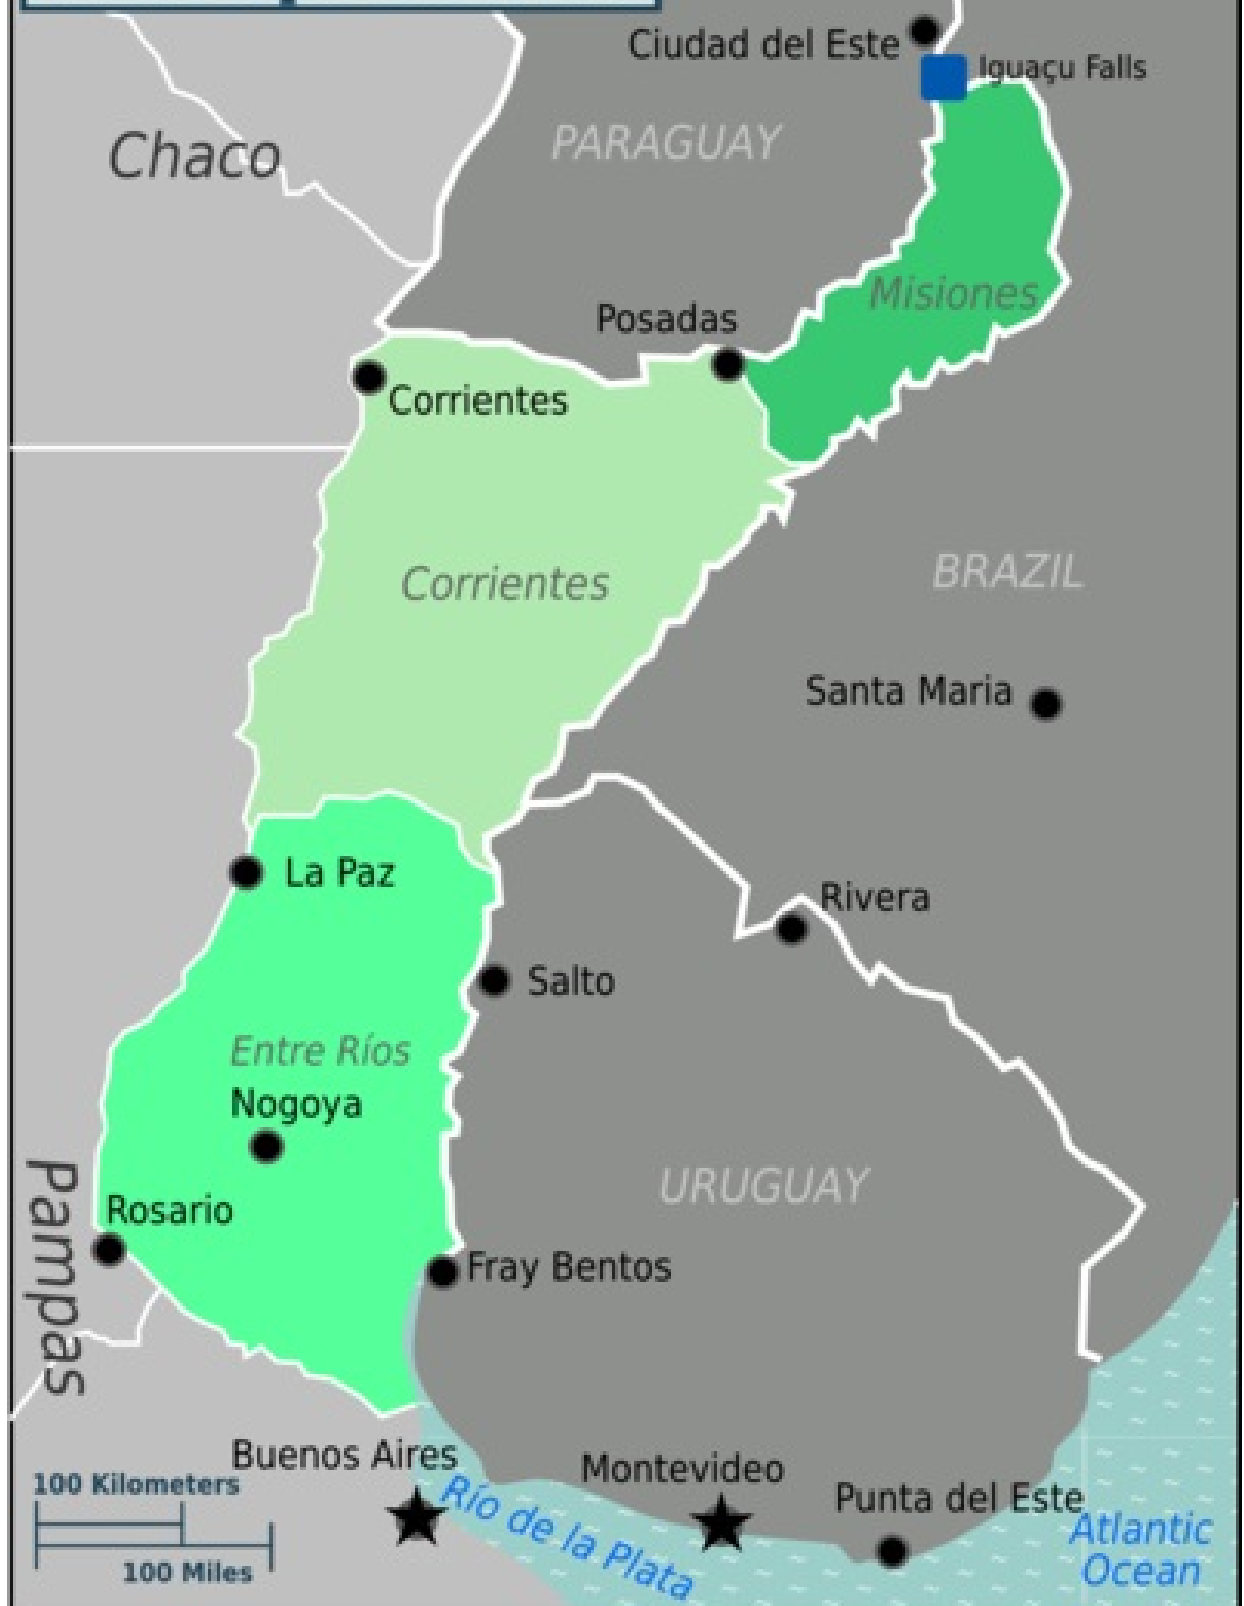 Ciudad del Este
Iguaçu Falls
PARAGUAY
Chaco
Misiones
Posadas
Corrientes
Corrientes
BRAZIL
Santa Maria
La Paz
Rivera
Salto
Entre Ríos
Nogoya
Pampas
URUGUAY
Rosario
Fray Bentos
Buenos Aires
Montevideo
100 Kilometers
Río de la Plata
Punta del Este
Atlantic
Ocean
100 Miles